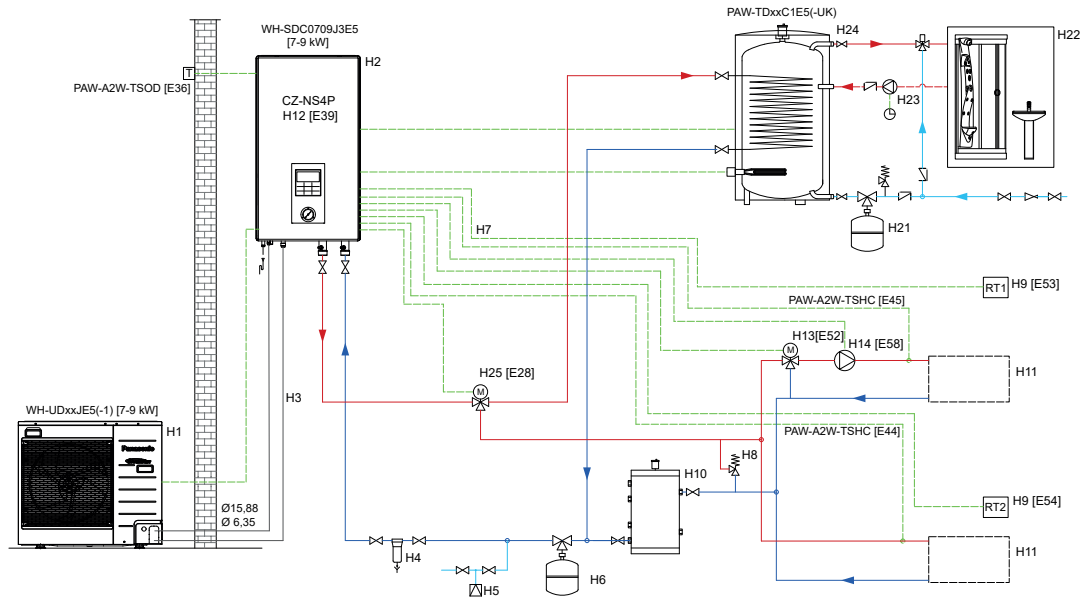 WH-SDC0709J3E5
[7-9 kW]
PAW-TDxxC1E5(-UK)
H24
H22
H2
T
PAW-A2W-TSOD [E36]
CZ-NS4P
H12 [E39]
H23
H7
H21
RT1
H9 [E53]
PAW-A2W-TSHC [E45]
H13[E52]
M
H14 [E58]
H25 [E28]
M
H11
H3
WH-UDxxJE5(-1) [7-9 kW]
H1
Panasonic
PAW-A2W-TSHC [E44]
H8
H10
Ø15,88
Ø 6,35
RT2
H9 [E54]
H4
H11
H6
H5